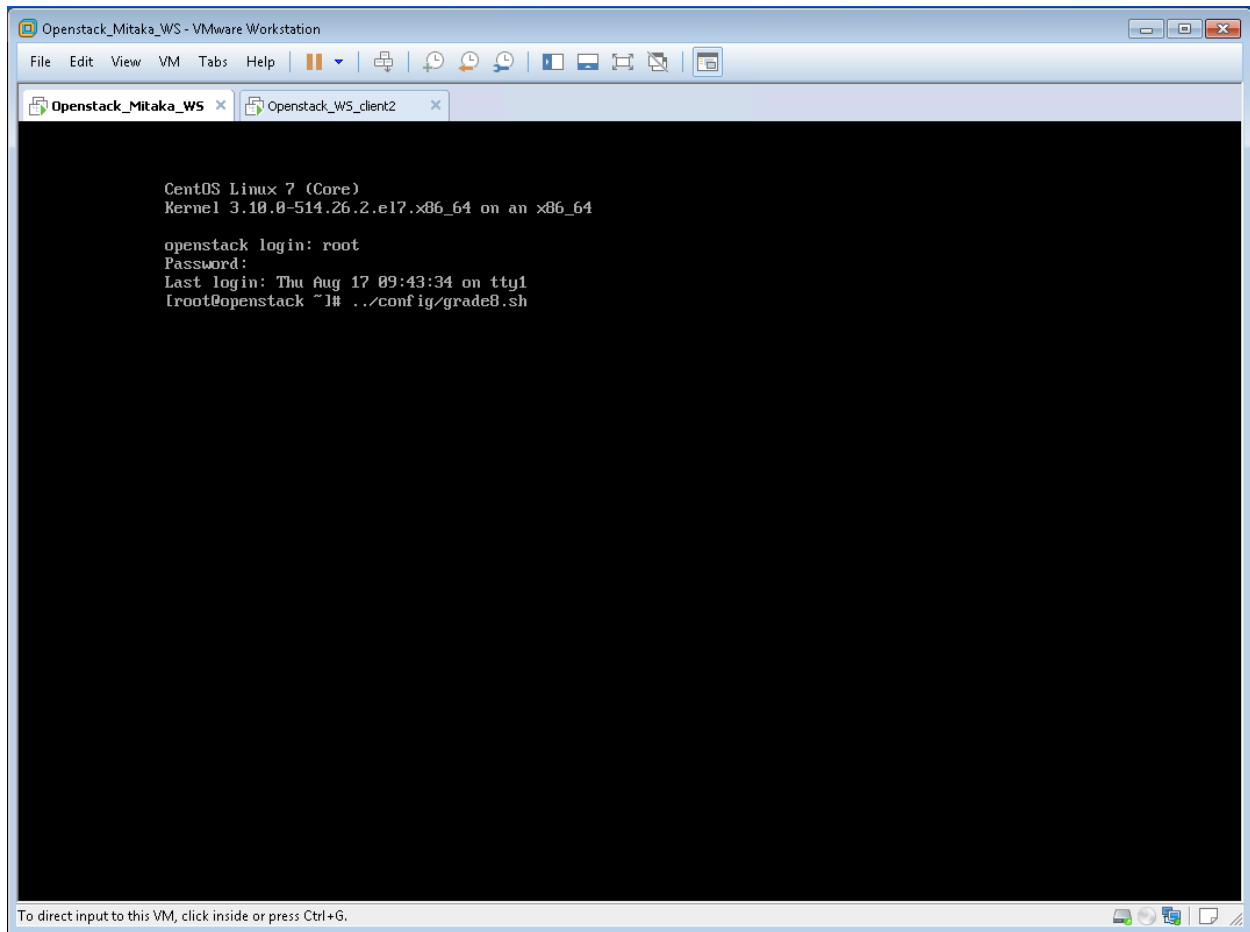 Openstack_Mitaka_WS - VMware Workstation
File Edit View VM Tabs Help
Openstack_Mitaka_WS Openstack_WS_client2
CentOS Linux 7 (Core)
Kernel 3.10.0-514.26.2.el7.x86_64 on an x86_64
openstack login: root
Password:
Last login: Thu Aug 17 09:43:34 on tty1
[root@openstack ~]# ../config/grade8.sh
To direct input to this VM, click inside or press Ctrl+G.